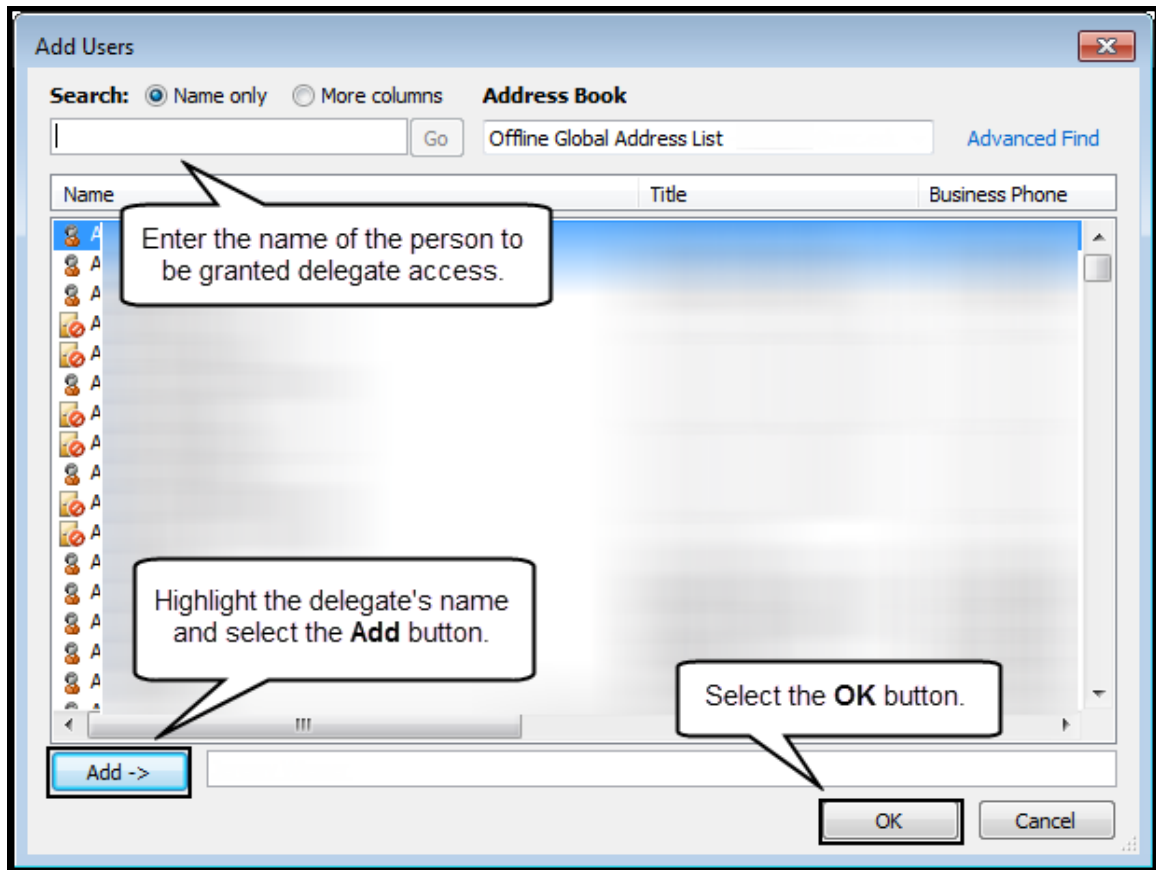 Add Users
Search: Name only More columns Address Book
Go Offline Global Address List Advanced Find
Name Title Business Phone
A
Enter the name of the person to
be granted delegate access.
A
A
A
A
A
A
A
A
A
A
A
Highlight the delegate's name
and select the Add button.
A
A
A
A
Select the OK button.
Add ->
OK Cancel